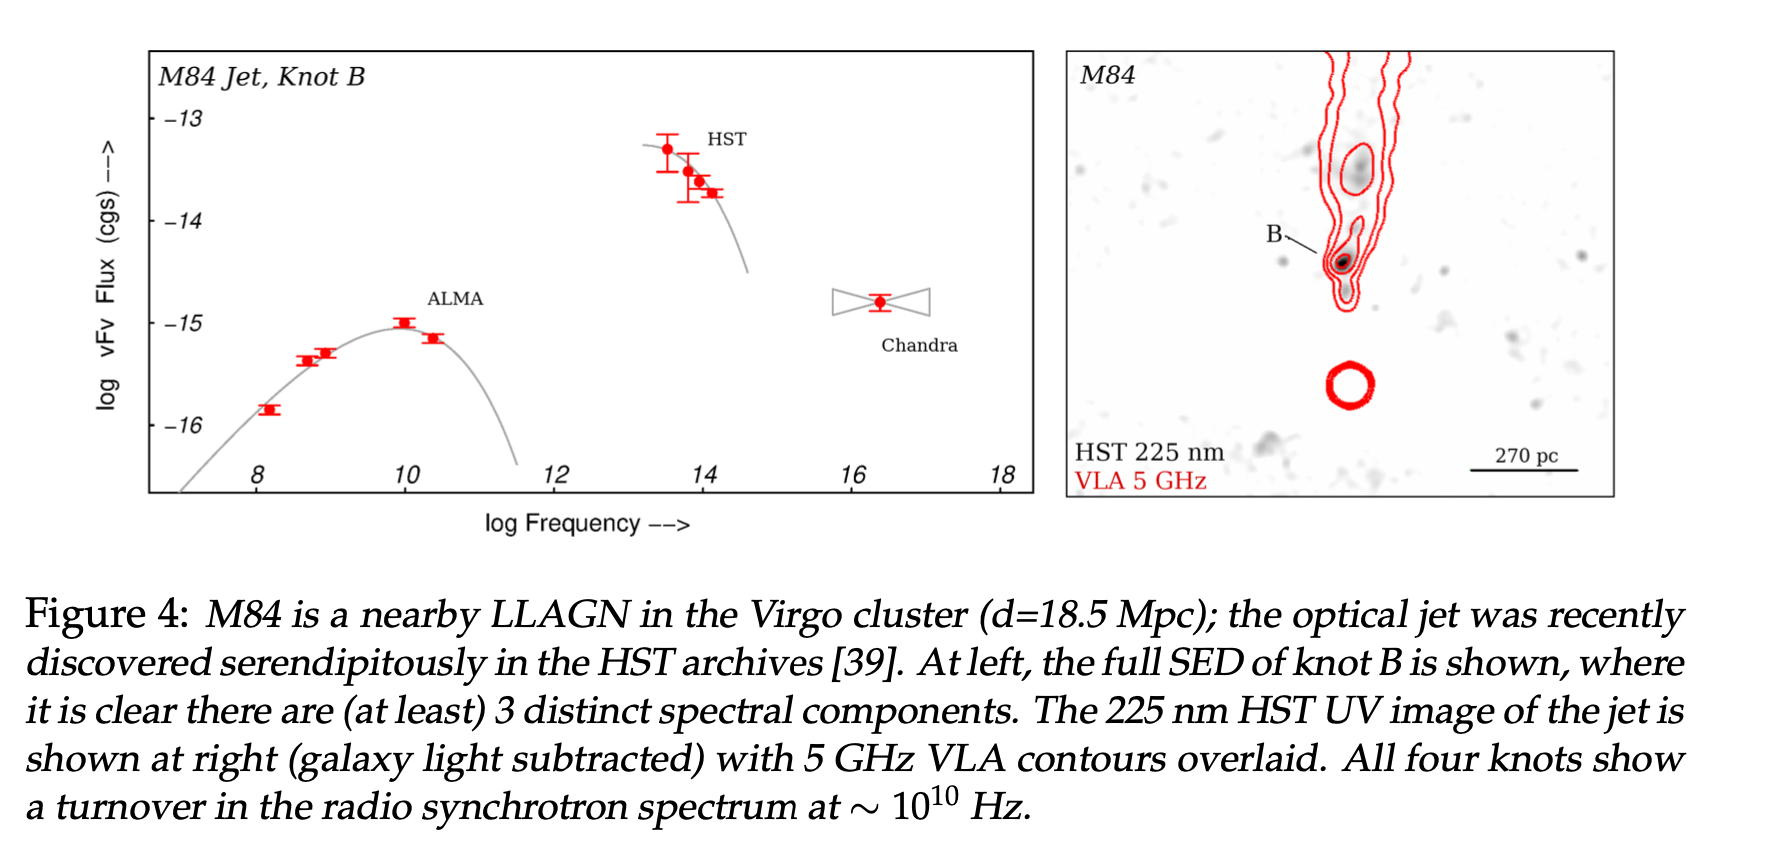 M84 Jet, Knot B
log νFν Flux (cgs) −−>
−13
−14
−15
−16
HST
ALMA
Chandra
8 10 12 14 16 18
log Frequency −−>
M84
B
HST 225 nm
VLA 5 GHz
270 pc
Figure 4: M84 is a nearby LLAGN in the Virgo cluster (d=18.5 Mpc); the optical jet was recently
discovered serendipitously in the HST archives [39]. At left, the full SED of knot B is shown, where
it is clear there are (at least) 3 distinct spectral components. The 225 nm HST UV image of the jet is
shown at right (galaxy light subtracted) with 5 GHz VLA contours overlaid. All four knots show
a turnover in the radio synchrotron spectrum at ∼ 10¹⁰ Hz.